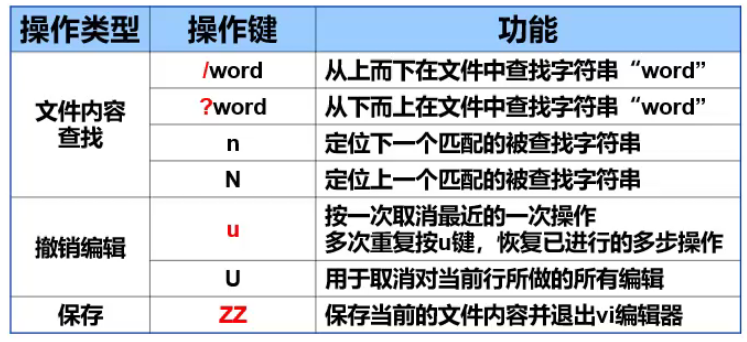 操作类型 操作键 功能
/word 从上而下在文件中查找字符串“word”
文件内容查找 ?word 从下而上在文件中查找字符串“word”
n 定位下一个匹配的被查找字符串
N 定位上一个匹配的被查找字符串
撤销编辑 u 按一次取消最近的一次操作
多次重复按u键，恢复已进行的多步操作
U 用于取消对当前行所做的所有编辑
保存 ZZ 保存当前的文件内容并退出vi编辑器